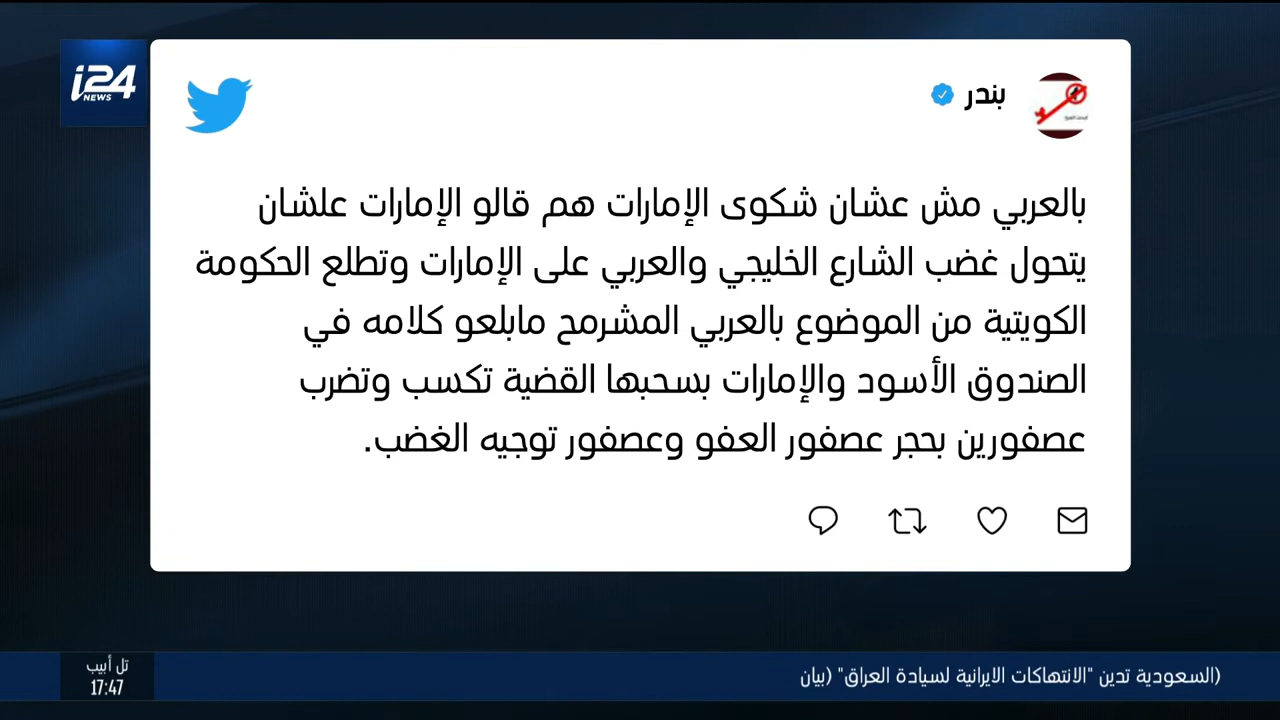 i24
NEWS
بندر
بالعربي مش عشان شكوى الإمارات هم قالو الإمارات علشان
يتحول غضب الشارع الخليجي والعربي على الإمارات وتطلع الحكومة
الكويتية من الموضوع بالعربي المشرمح مابلعو كلامه في
الصندوق الأسود والإمارات بسحبها القضية تكسب وتضرب
عصفورين بحجر عصفور العفو وعصفور توجيه الغضب.
تل أبيب
17:47
(السعودية تدين "الانتهاكات الايرانية لسيادة العراق" (بيان